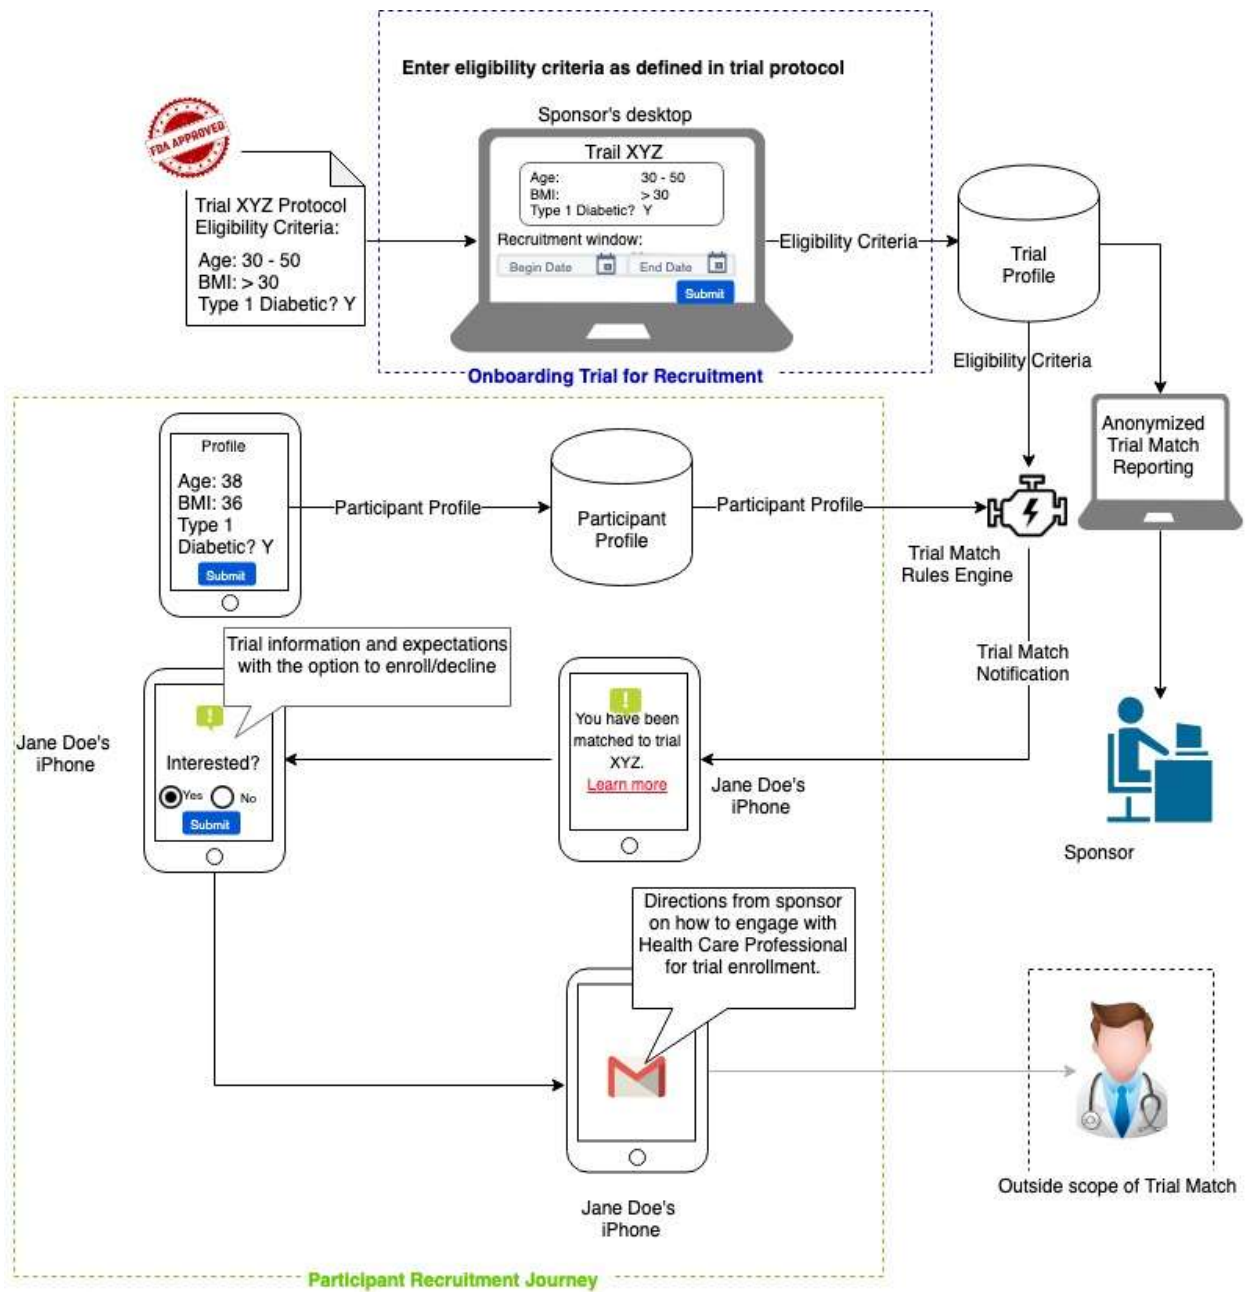 Enter eligibility criteria as defined in trial protocol
FDA APPROVED
Trial XYZ Protocol
Eligibility Criteria:
Age: 30 - 50
BMI: > 30
Type 1 Diabetic? Y
Sponsor's desktop
Trail XYZ
Age: 30 - 50
BMI: > 30
Type 1 Diabetic? Y
Recruitment window:
Begin Date End Date
Submit
Onboarding Trial for Recruitment
Eligibility Criteria
Trial
Profile
Eligibility Criteria
Anonymized
Trial Match
Reporting
Profile
Age: 38
BMI: 36
Type 1
Diabetic? Y
Submit
Participant Profile
Participant
Profile
Participant Profile
Trial Match
Rules Engine
Trial Match
Notification
Sponsor
Trial information and expectations
with the option to enroll/decline
Jane Doe's
iPhone
Interested?
Yes No
Submit
You have been
matched to trial
XYZ.
Learn more
Jane Doe's
iPhone
Directions from sponsor
on how to engage with
Health Care Professional
for trial enrollment.
Jane Doe's
iPhone
Outside scope of Trial Match
Participant Recruitment Journey